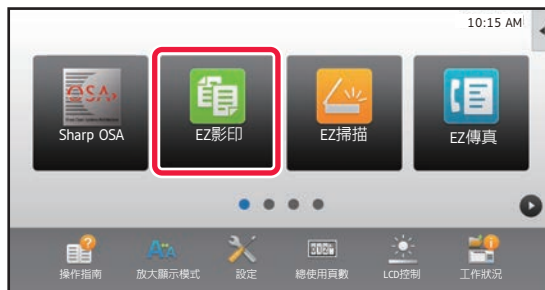 10:15 AM
OSA
Sharp OSA
EZ影印
EZ掃描
EZ傳真
操作指南
放大顯示模式
設定
總使用頁數
LCD控制
工作狀況